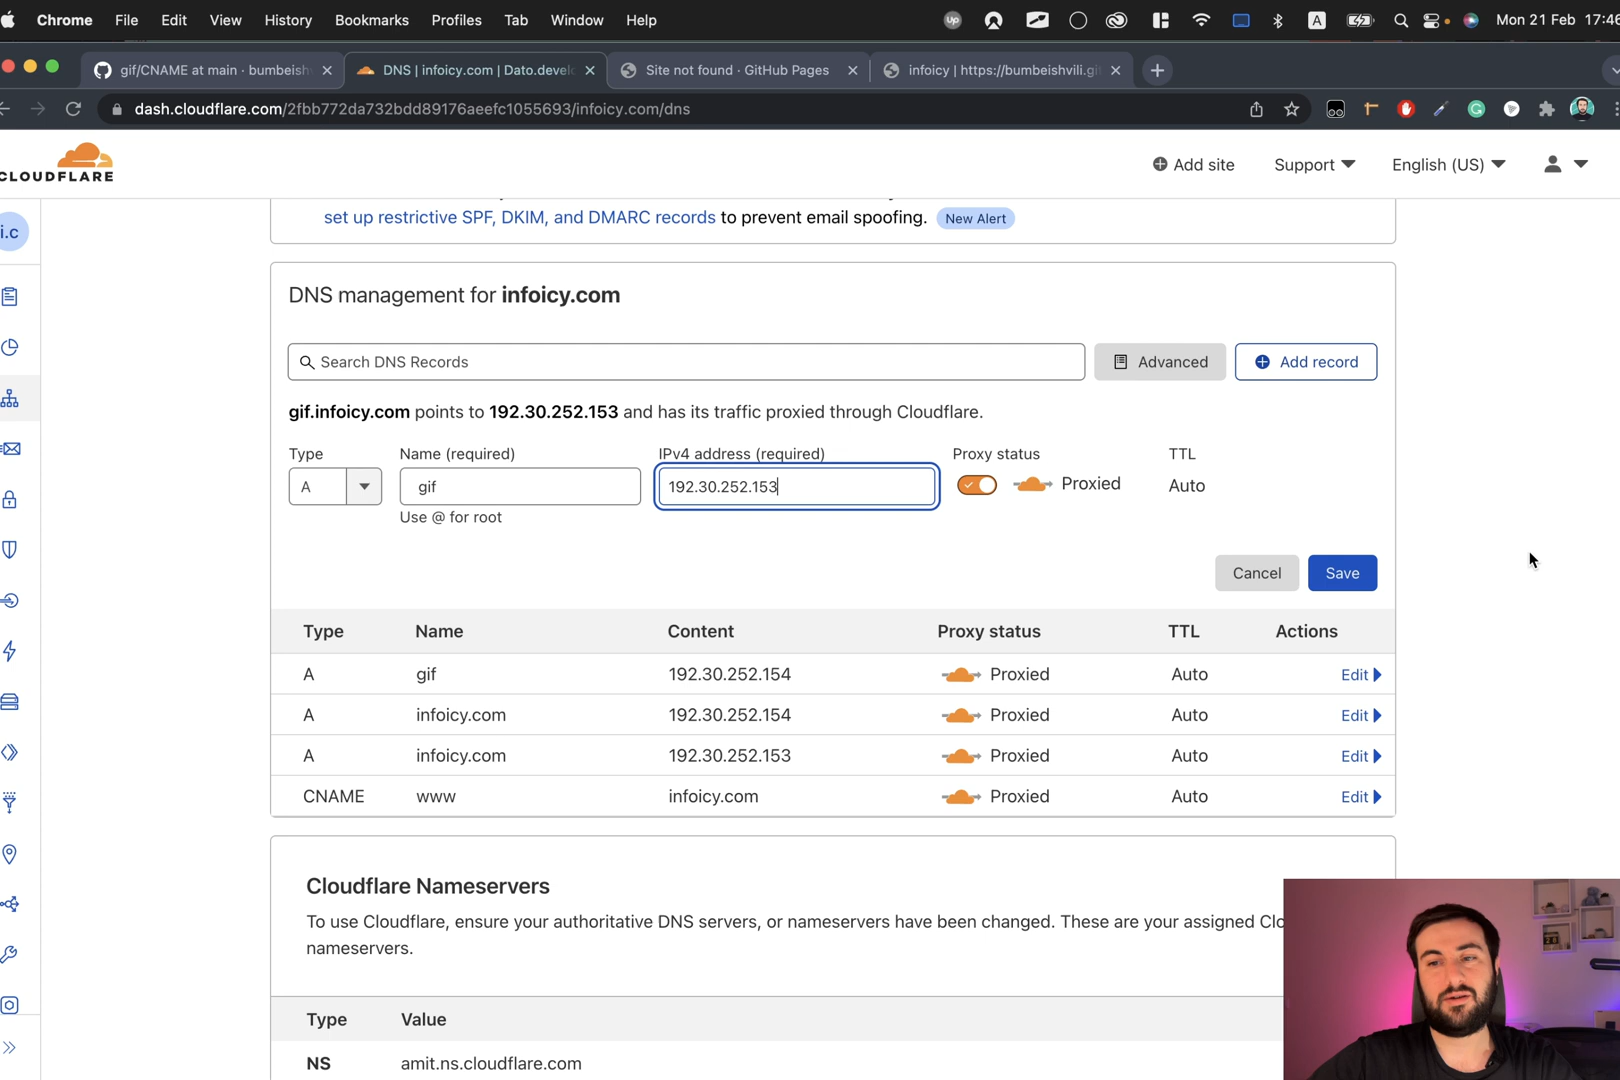 Chrome File Edit View History Bookmarks Profiles Tab Window Help Up A Mon 21 Feb 17:46
gif/CNAME at main · bumbeishv DNS | infoicy.com | Dato.devel Site not found · GitHub Pages infoicy | https://bumbeishvili.gi
dash.cloudflare.com/2fbb772da732bdd89176aeefc1055693/infoicy.com/dns
CLOUDFLARE Add site Support English (US)
i.c
set up restrictive SPF, DKIM, and DMARC records to prevent email spoofing. New Alert
DNS management for infoicy.com
Search DNS Records Advanced Add record
gif.infoicy.com points to 192.30.252.153 and has its traffic proxied through Cloudflare.
Type Name (required) IPv4 address (required) Proxy status TTL
A gif 192.30.252.153 Proxied Auto
Use @ for root
Cancel Save
Type Name Content Proxy status TTL Actions
A gif 192.30.252.154 Proxied Auto Edit
A infoicy.com 192.30.252.154 Proxied Auto Edit
A infoicy.com 192.30.252.153 Proxied Auto Edit
CNAME www infoicy.com Proxied Auto Edit
Cloudflare Nameservers
To use Cloudflare, ensure your authoritative DNS servers, or nameservers have been changed. These are your assigned Clo
nameservers.
Type Value
NS amit.ns.cloudflare.com